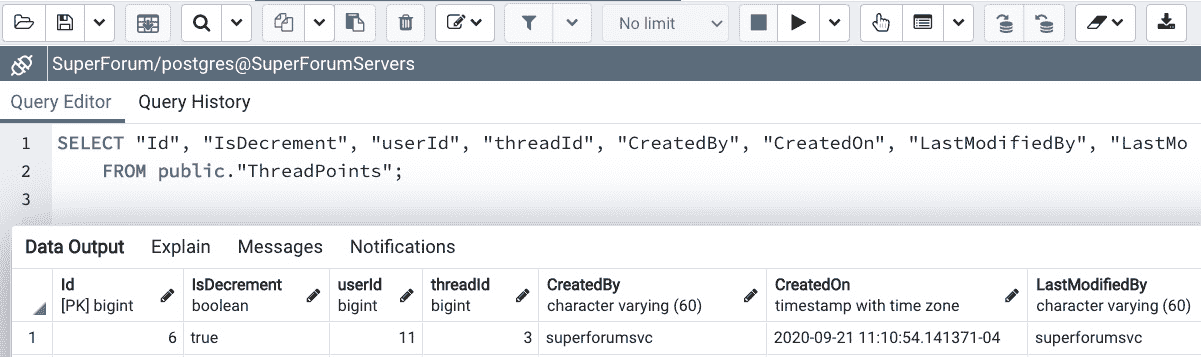 No limit
SuperForum/postgres@SuperForumServers
Query Editor Query History
1 SELECT "Id", "IsDecrement", "userId", "threadId", "CreatedBy", "CreatedOn", "LastModifiedBy", "LastMo
2 FROM public."ThreadPoints";
3
Data Output Explain Messages Notifications
Id IsDecrement userId threadId CreatedBy CreatedOn LastModifiedBy
[PK] bigint boolean bigint bigint character varying (60) timestamp with time zone character varying (60)
1 6 true 11 3 superforumsvc 2020-09-21 11:10:54.141371-04 superforumsvc